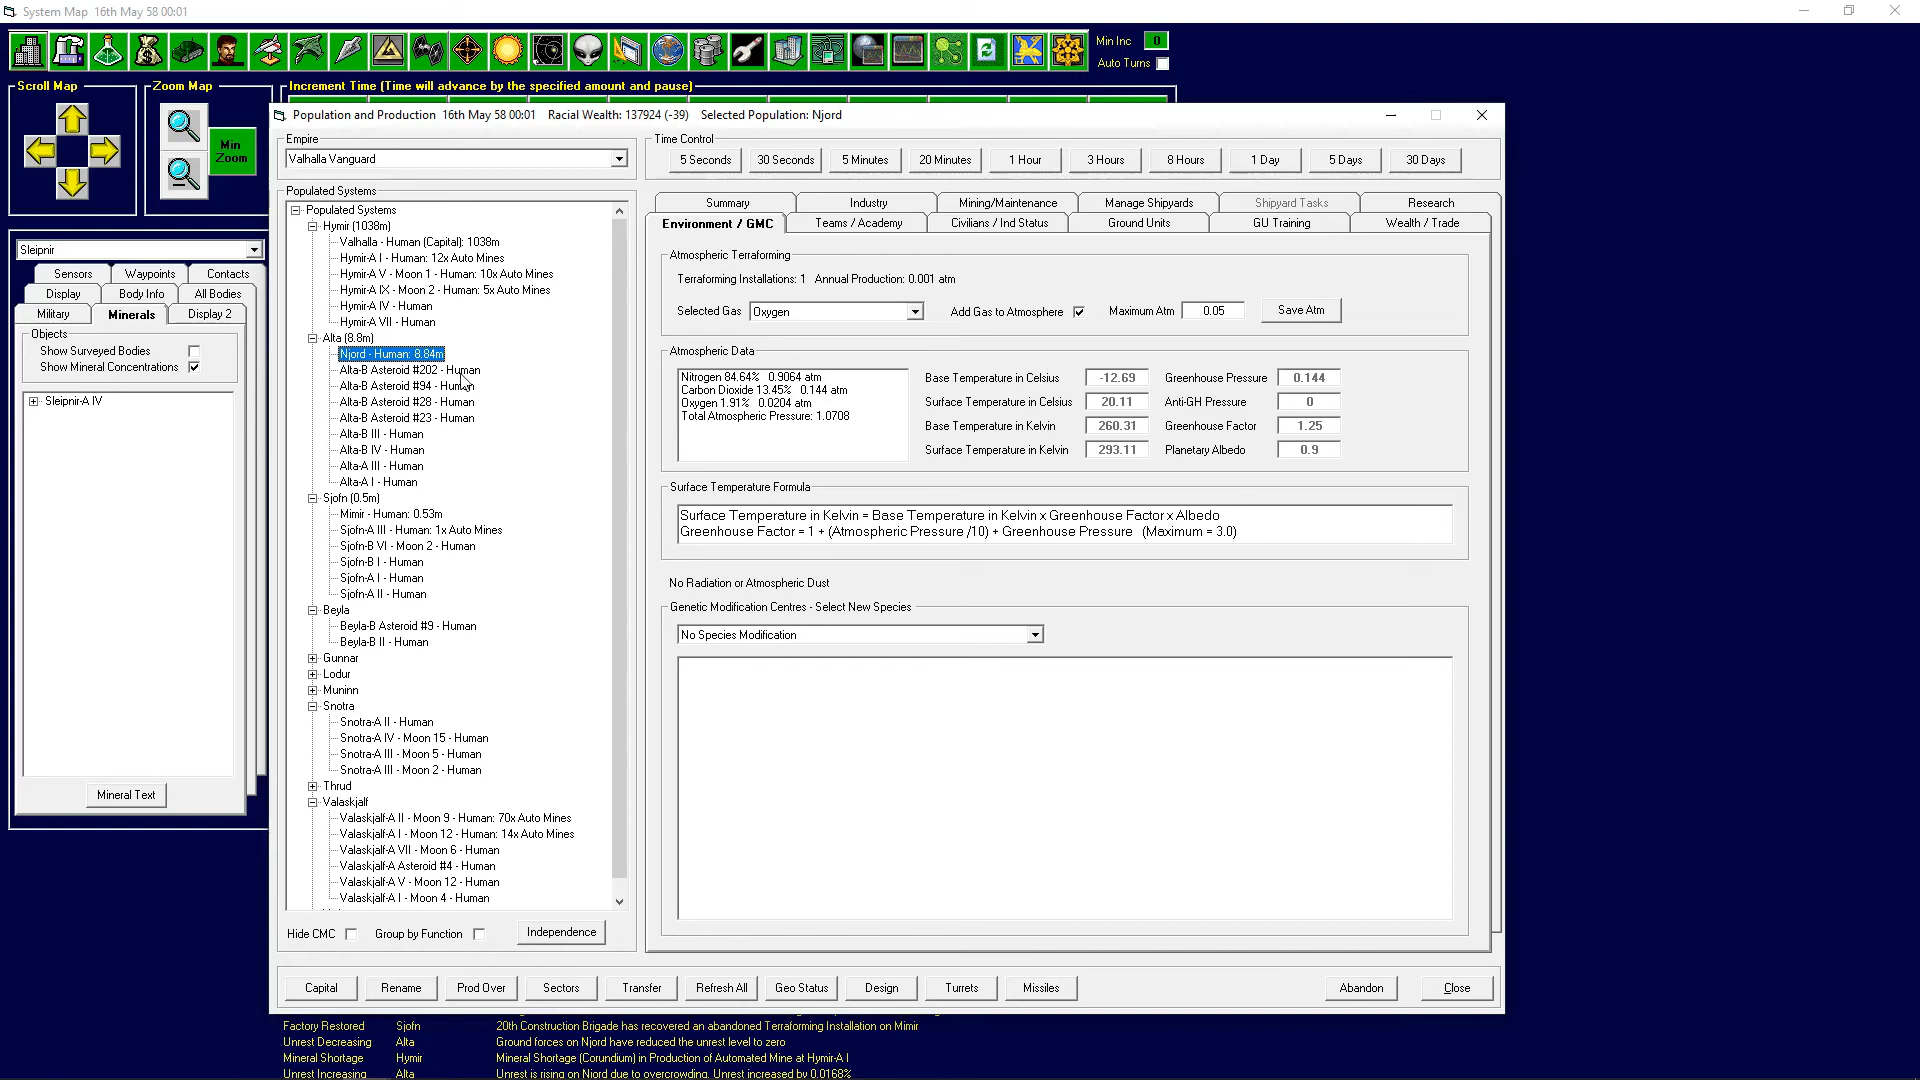 System Map   16th May 58 00:01
Min Inc   0
Auto Turns
Scroll Map
Zoom Map
Min Zoom
Increment Time (Time will advance by the specified amount and pause)
Sleipnir
Sensors   Waypoints   Contacts
Display   Body Info   All Bodies
Military   Minerals   Display 2
Objects
Show Surveyed Bodies
Show Mineral Concentrations
Sleipnir-A IV
Mineral Text
Population and Production   16th May 58 00:01   Racial Wealth: 137924 (-39)   Selected Population: Njord
Empire
Valhalla Vanguard
Populated Systems
Populated Systems
Hymir (1038m)
Valhalla - Human (Capital): 1038m
Hymir-A I - Human: 12x Auto Mines
Hymir-A V - Moon 1 - Human: 10x Auto Mines
Hymir-A IX - Moon 2 - Human: 5x Auto Mines
Hymir-A IV - Human
Hymir-A VII - Human
Alta (8.8m)
Njord - Human: 8.84m
Alta-B Asteroid #202 - Human
Alta-B Asteroid #94 - Human
Alta-B Asteroid #28 - Human
Alta-B Asteroid #23 - Human
Alta-B III - Human
Alta-B IV - Human
Alta-A III - Human
Alta-A I - Human
Sjofn (0.5m)
Mimir - Human: 0.53m
Sjofn-A III - Human: 1x Auto Mines
Sjofn-B VI - Moon 2 - Human
Sjofn-B I - Human
Sjofn-A I - Human
Sjofn-A II - Human
Beyla
Beyla-B Asteroid #9 - Human
Beyla-B II - Human
Gunnar
Lodur
Muninn
Snotra
Snotra-A II - Human
Snotra-A IV - Moon 15 - Human
Snotra-A III - Moon 5 - Human
Snotra-A III - Moon 2 - Human
Thrud
Valaskjalf
Valaskjalf-A II - Moon 9 - Human: 70x Auto Mines
Valaskjalf-A I - Moon 12 - Human: 14x Auto Mines
Valaskjalf-A VII - Moon 6 - Human
Valaskjalf-A Asteroid #4 - Human
Valaskjalf-A V - Moon 12 - Human
Valaskjalf-A I - Moon 4 - Human
Hide CMC   Group by Function   Independence
Time Control
5 Seconds   30 Seconds   5 Minutes   20 Minutes   1 Hour   3 Hours   8 Hours   1 Day   5 Days   30 Days
Summary   Industry   Mining/Maintenance   Manage Shipyards   Shipyard Tasks   Research
Environment / GMC   Teams / Academy   Civilians / Ind Status   Ground Units   GU Training   Wealth / Trade
Atmospheric Terraforming
Terraforming Installations: 1   Annual Production: 0.001 atm
Selected Gas   Oxygen   Add Gas to Atmosphere   Maximum Atm   0.05   Save Atm
Atmospheric Data
Nitrogen 84.64%   0.9064 atm
Carbon Dioxide 13.45%   0.144 atm
Oxygen 1.91%   0.0204 atm
Total Atmospheric Pressure: 1.0708
Base Temperature in Celsius   -12.69   Greenhouse Pressure   0.144
Surface Temperature in Celsius   20.11   Anti-GH Pressure   0
Base Temperature in Kelvin   260.31   Greenhouse Factor   1.25
Surface Temperature in Kelvin   293.11   Planetary Albedo   0.9
Surface Temperature Formula
Surface Temperature in Kelvin = Base Temperature in Kelvin x Greenhouse Factor x Albedo
Greenhouse Factor = 1 + (Atmospheric Pressure /10) + Greenhouse Pressure   (Maximum = 3.0)
No Radiation or Atmospheric Dust
Genetic Modification Centres - Select New Species
No Species Modification
Capital   Rename   Prod Over   Sectors   Transfer   Refresh All   Geo Status   Design   Turrets   Missiles   Abandon   Close
Factory Restored   Sjofn   20th Construction Brigade has recovered an abandoned Terraforming Installation on Mimir
Unrest Decreasing   Alta   Ground forces on Njord have reduced the unrest level to zero
Mineral Shortage   Hymir   Mineral Shortage (Corundium) in Production of Automated Mine at Hymir-A I
Unrest Increasing   Alta   Unrest is rising on Njord due to overcrowding. Unrest increased by 0.0168%